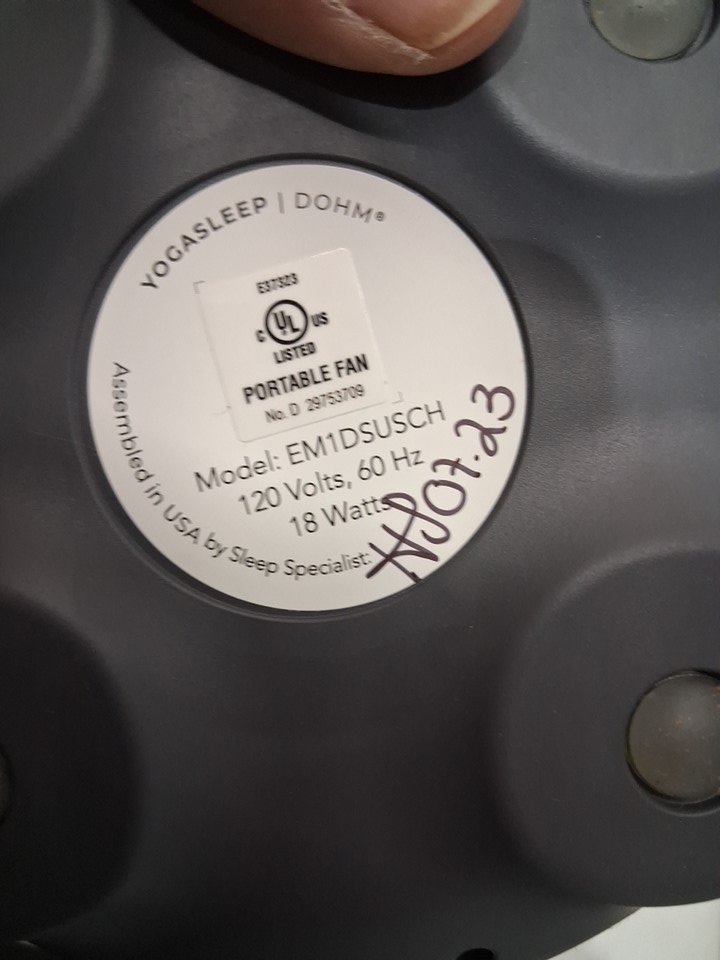 YOGASLEEP | DOHM®
E37323
C UL US
LISTED
PORTABLE FAN
No. D 29753709
Model: EM1DSUSCH
120 Volts, 60 Hz
18 Watts
Assembled in USA by Sleep Specialist:
07.23